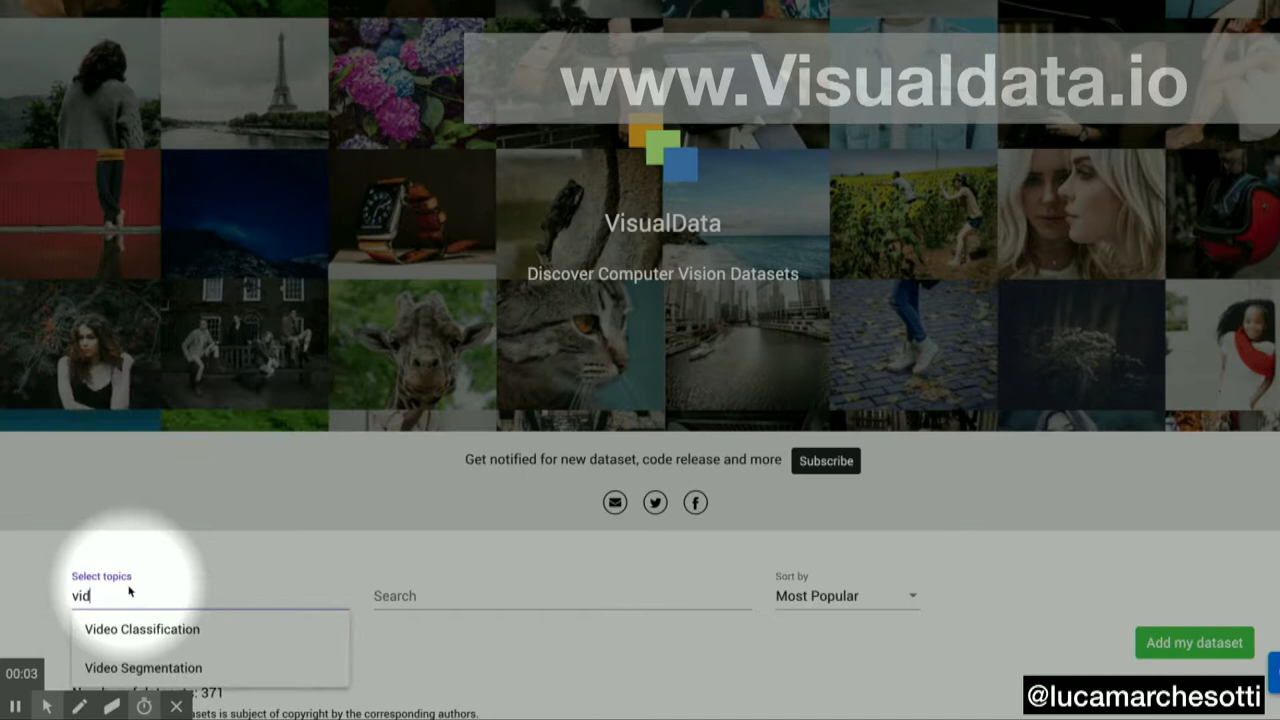 www.Visualdata.io
VisualData
Discover Computer Vision Datasets
Get notified for new dataset, code release and more
Subscribe
Select topics
vid
Search
Sort by
Most Popular
Video Classification
Video Segmentation
Add my dataset
00:03
: 371
is subject of copyright by the corresponding authors.
@lucamarchesotti